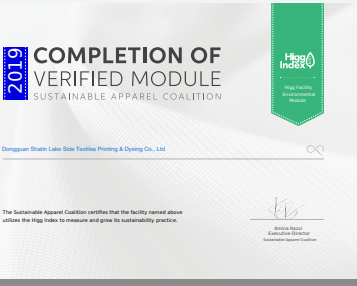 2019
COMPLETION OF
VERIFIED MODULE
SUSTAINABLE APPAREL COALITION
Higg
Index
Higg Facility
Environmental
Module
Dongguan Shatin Lake Side Textiles Printing & Dyeing Co., Ltd
The Sustainable Apparel Coalition certifies that the facility named above
utilizes the Higg Index to measure and grow its sustainability practice.
Amina Razvi
Executive Director
Sustainable Apparel Coalition